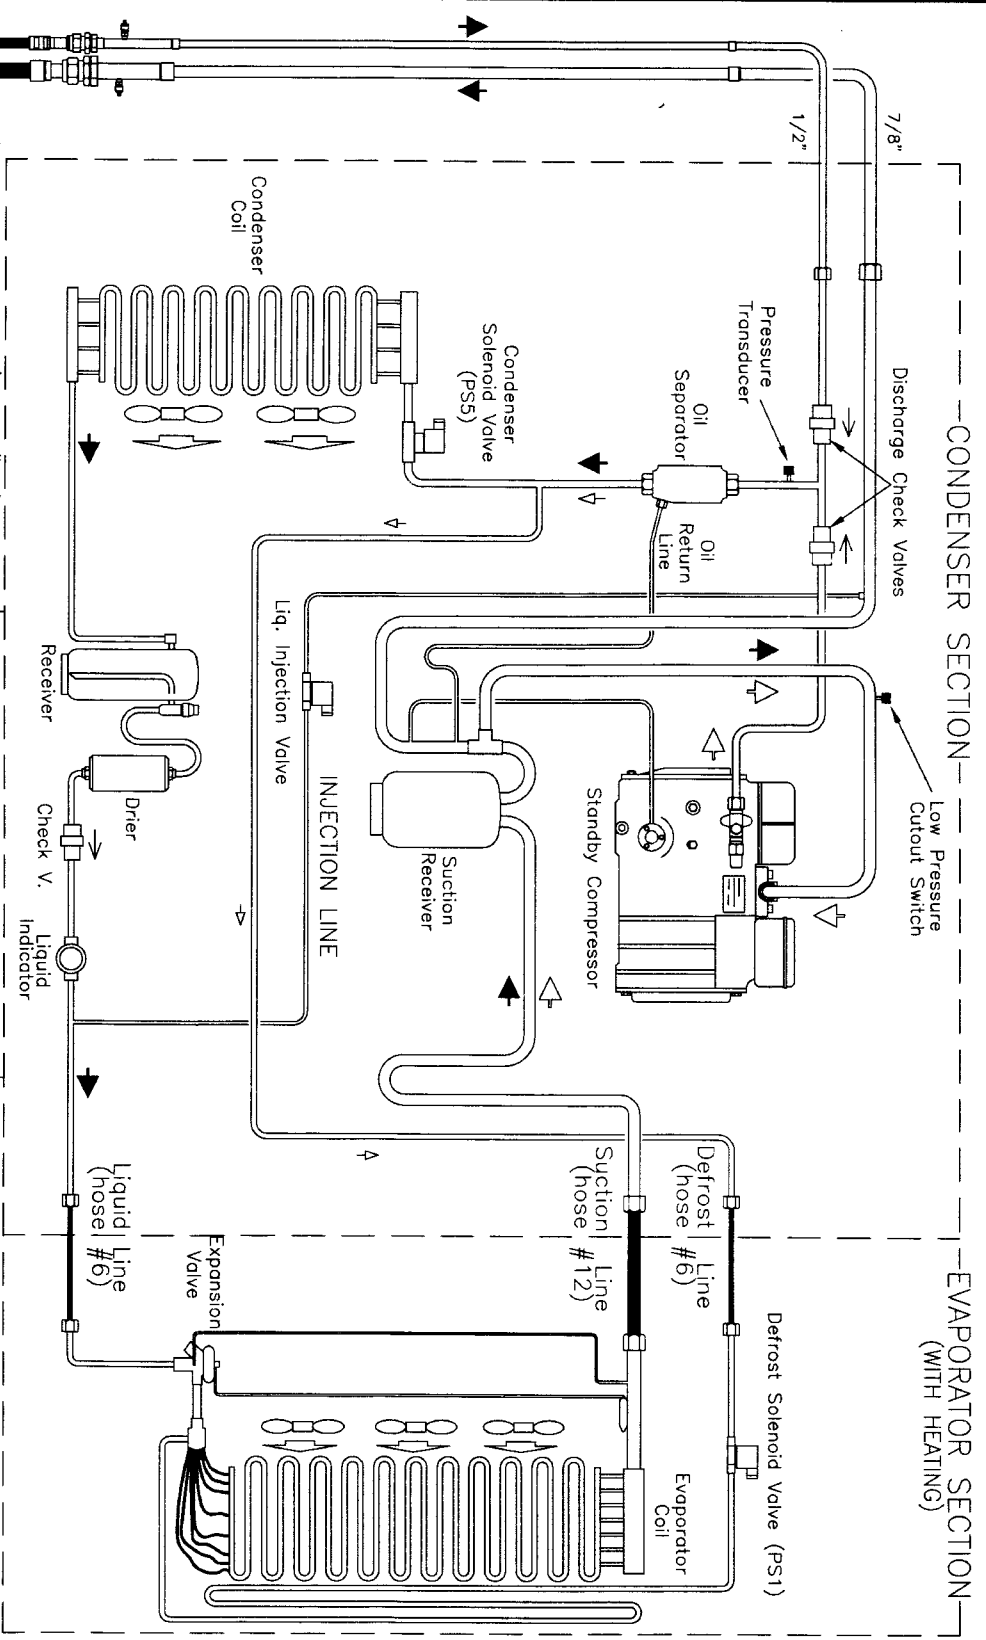 CONDENSER SECTION
EVAPORATOR SECTION
(WITH HEATING)
7/8"
1/2"
Discharge Check Valves
Low Pressure
Cutout Switch
Pressure
Transducer
Oil
Separator
Oil
Return
Line
Standby Compressor
Condenser
Solenoid Valve
(PS5)
Condenser
Coil
Suction
Receiver
INJECTION LINE
Liq. Injection Valve
Receiver
Drier
Check V.
Liquid
Indicator
Defrost Line
(hose #6)
Suction Line
(hose #12)
Liquid Line
(hose #6)
Defrost Solenoid Valve (PS1)
Expansion
Valve
Evaporator
Coil